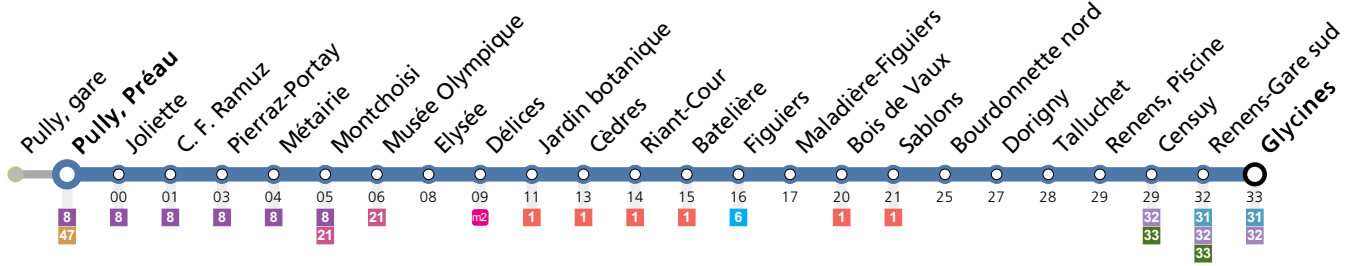 Pully, gare
Pully, Préau
Joliette
C. F. Ramuz
Pierraz-Portay
Métairie
Montchoisi
Musée Olympique
Elysée
Délices
Jardin botanique
Cèdres
Riant-Cour
Batelière
Figuiers
Maladière-Figuiers
Bois de Vaux
Sablons
Bourdonnette nord
Dorigny
Talluchet
Renens, Piscine
Censuy
Renens-Gare sud
Glycines
00 01 03 04 05 06 08 09 11 13 14 15 16 17 20 21 25 27 28 29 29 32 33
8 8 8 8 8 8 21 m2 1 1 1 1 6 1 1 32 31 31
47 21 33 32 32
33